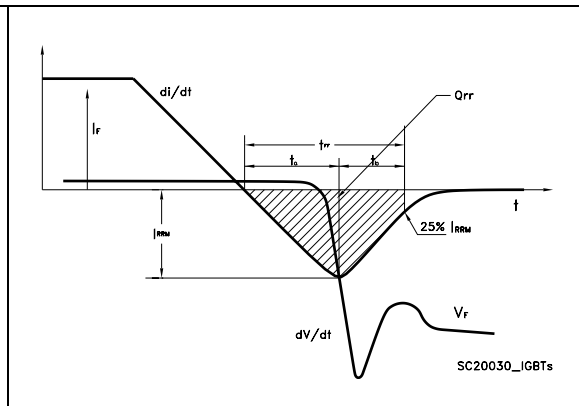 di/dt
Qrr
IF
trr
ta
tb
t
IRRM
25% IRRM
dV/dt
VF
SC20030_IGBTs